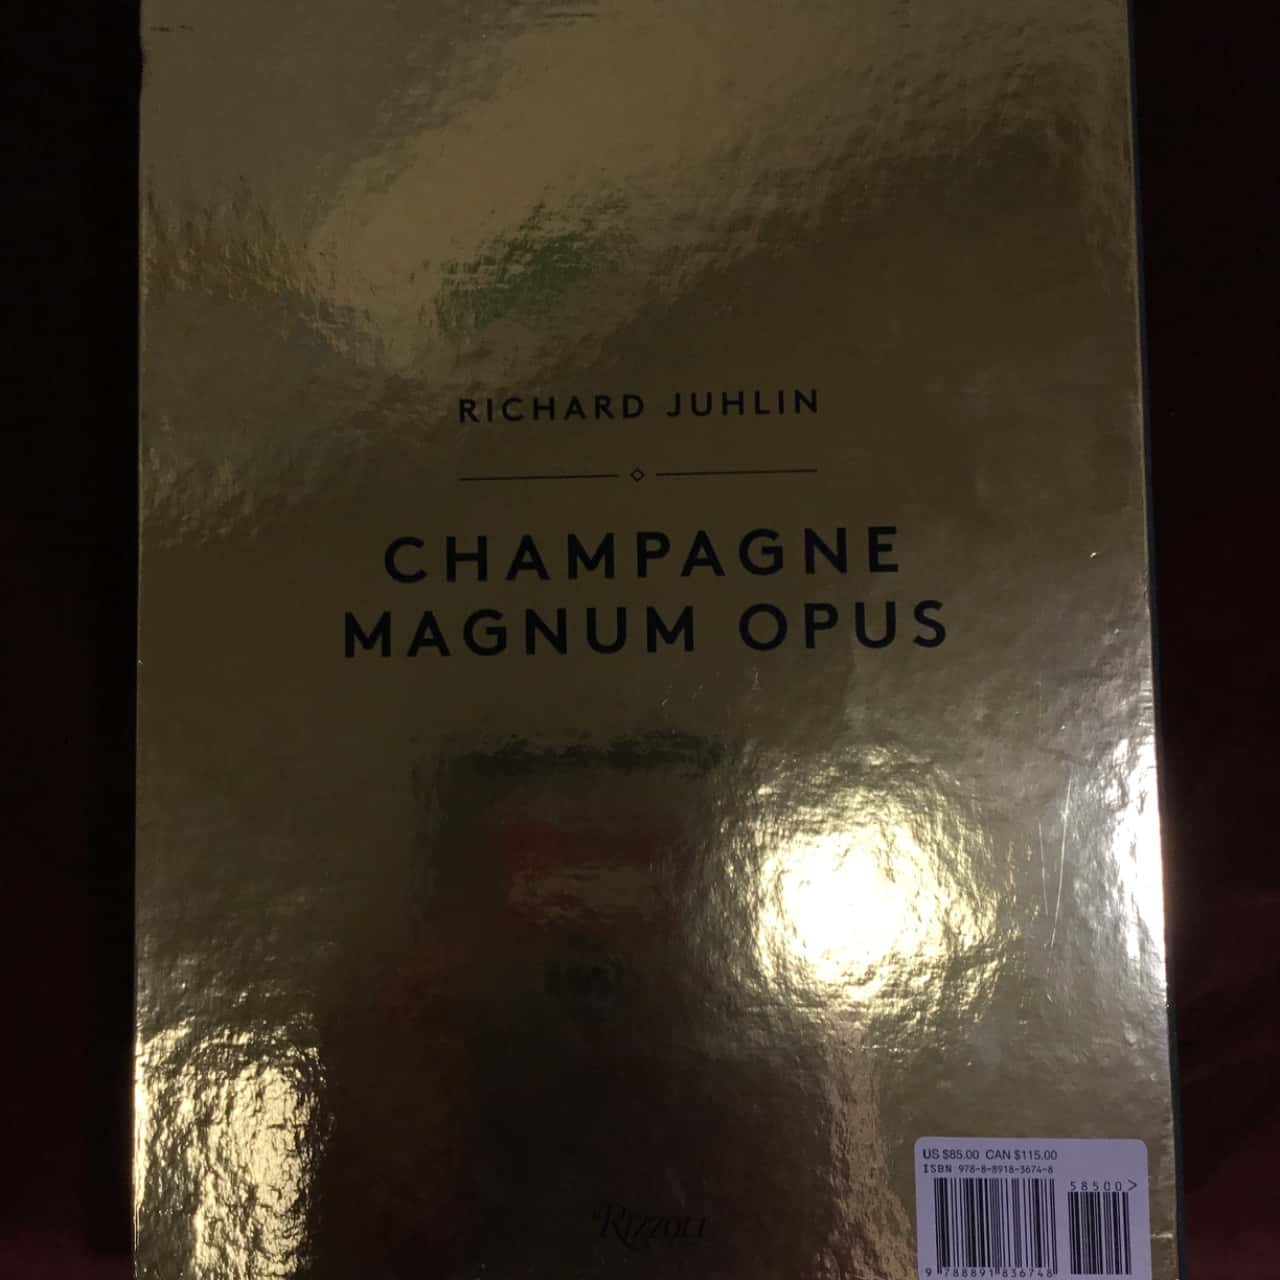 RICHARD JUHLIN
CHAMPAGNE
MAGNUM OPUS
RIZZOLI
US $85.00 CAN $115.00
ISBN 978-8-8918-3674-8
58500>
9 788891 836748